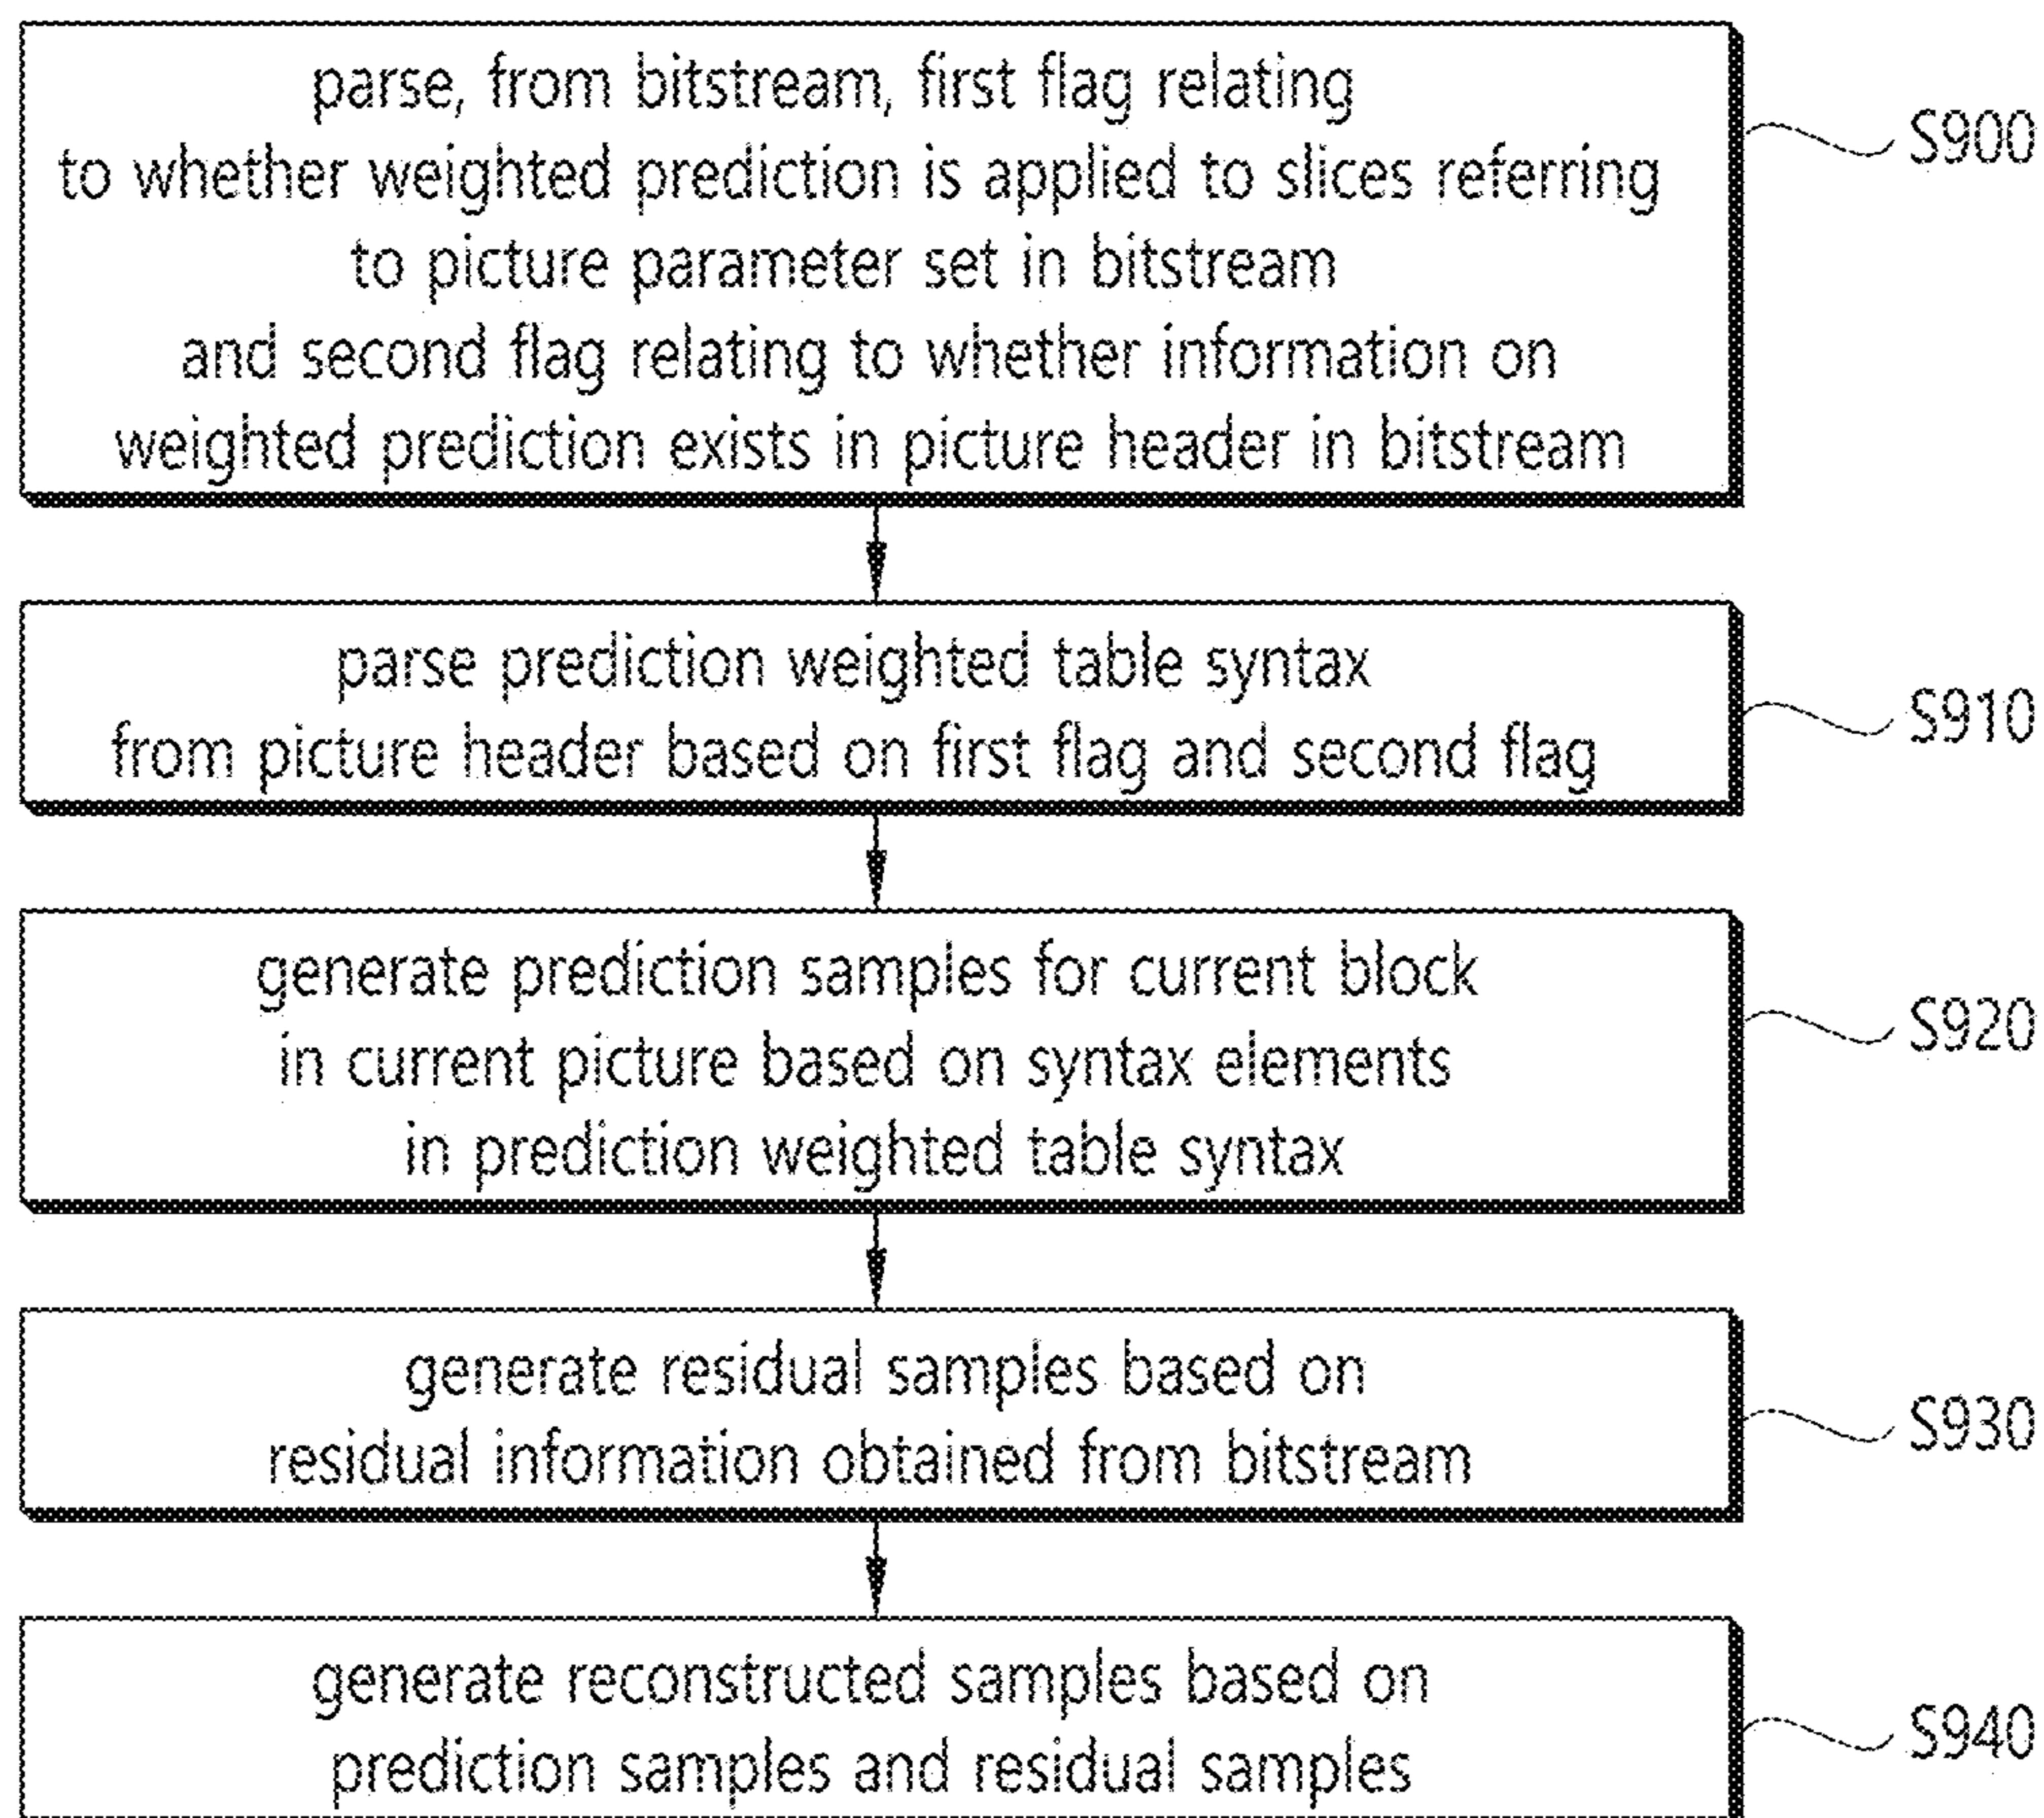 parse, from bitstream, first flag relating
to whether weighted prediction is applied to slices referring
to picture parameter set in bitstream
and second flag relating to whether information on
weighted prediction exists in picture header in bitstream
S900
parse prediction weighted table syntax
from picture header based on first flag and second flag
S910
generate prediction samples for current block
in current picture based on syntax elements
in prediction weighted table syntax
S920
generate residual samples based on
residual information obtained from bitstream
S930
generate reconstructed samples based on
prediction samples and residual samples
S940